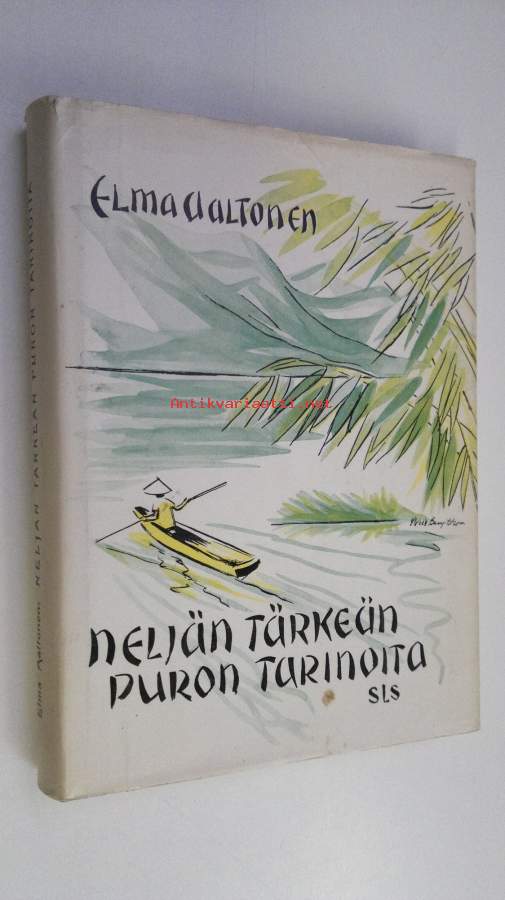 Elma Aaltonen
Antikvariaatti.net
Neljän tärkeän
puron tarinoita
SLS
Elma Aaltonen: NELJÄN TÄRKEÄN PURON TARINOITA